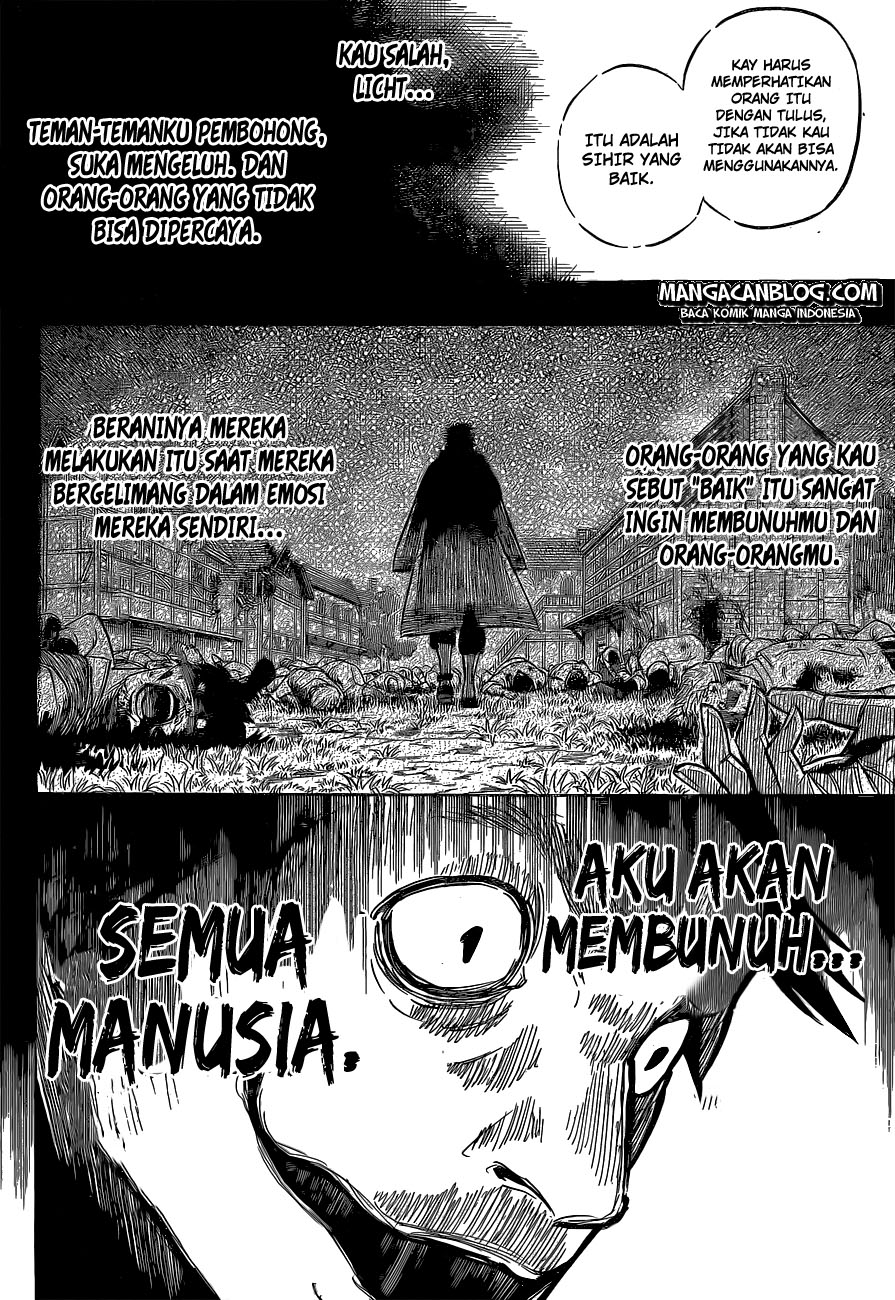 KAY HARUS
MEMPERHATIKAN
ORANG ITU
DENGAN TULUS,
JIKA TIDAK KAU
TIDAK AKAN BISA
MENGGUNAKANNYA.
ITU ADALAH
SIHIR YANG
BAIK.
KAU SALAH,
LICHT...
TEMAN-TEMANKU PEMBOHONG,
SUKA MENGELUH. DAN
ORANG-ORANG YANG TIDAK
BISA DIPERCAYA.
MANGACANBLOG.COM
BACA KOMIK MANGA INDONESIA
ORANG-ORANG YANG KAU
SEBUT "BAIK" ITU SANGAT
INGIN MEMBUNUHMU DAN
ORANG-ORANGMU.
BERANINYA MEREKA
MELAKUKAN ITU SAAT MEREKA
BERGELIMANG DALAM EMOSI
MEREKA SENDIRI...
AKU AKAN
MEMBUNUH...
SEMUA
MANUSIA.